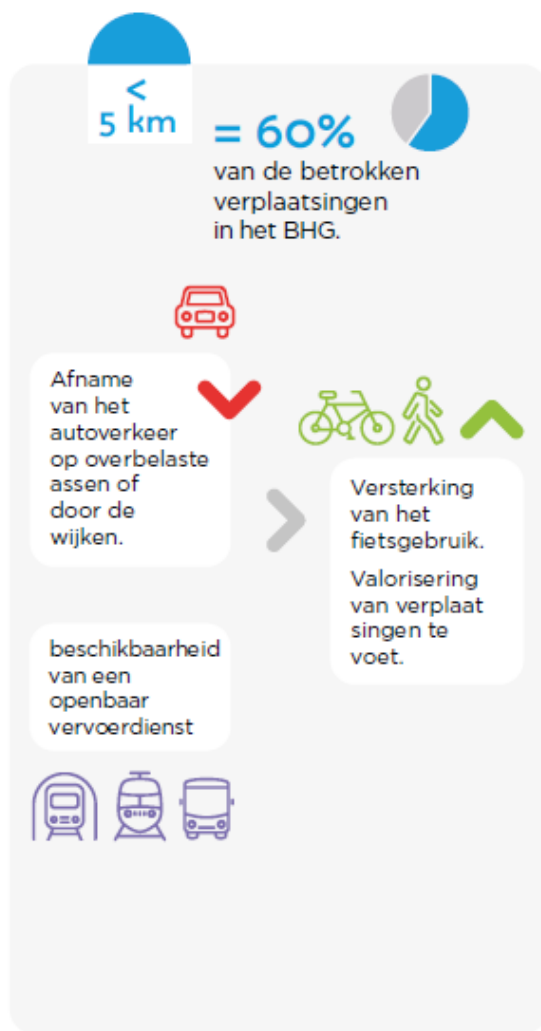 <
5 km
= 60%
van de betrokken
verplaatsingen
in het BHG.
Afname
van het
autoverkeer
op overbelaste
assen of
door de
wijken.
Versterking
van het
fietsgebruik.
Valorisering
van verplaat
singen te
voet.
beschikbaarheid
van een
openbaar
vervoerdienst